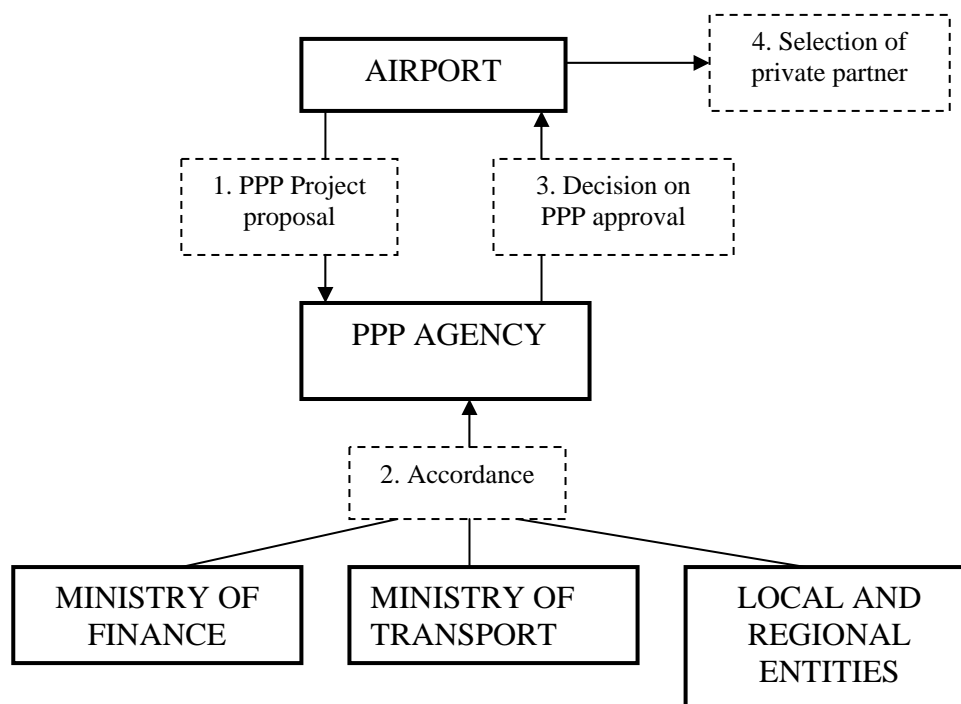 AIRPORT
4. Selection of
private partner
1. PPP Project
proposal
3. Decision on
PPP approval
PPP AGENCY
2. Accordance
MINISTRY OF
FINANCE
MINISTRY OF
TRANSPORT
LOCAL AND
REGIONAL
ENTITIES